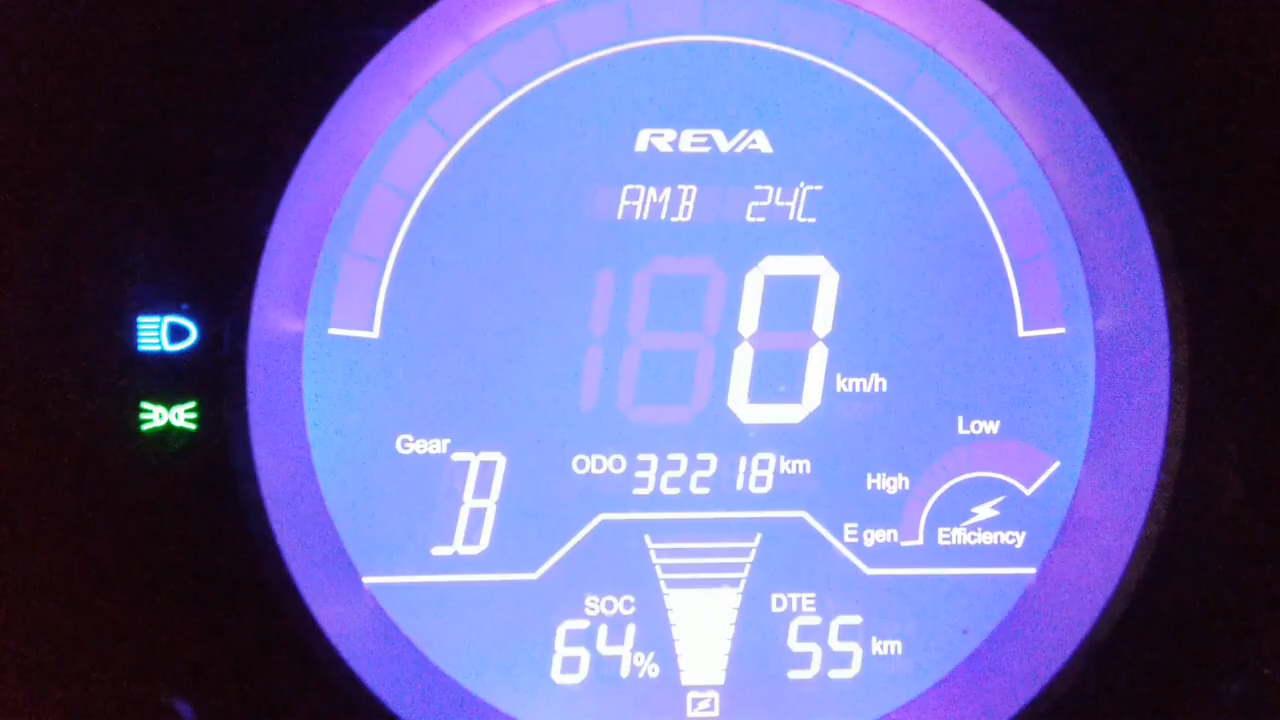 REVA
AMB 24°C
0 km/h
Gear B
ODO 32218 km
Low
High
E gen
Efficiency
SOC 64%
DTE 55 km